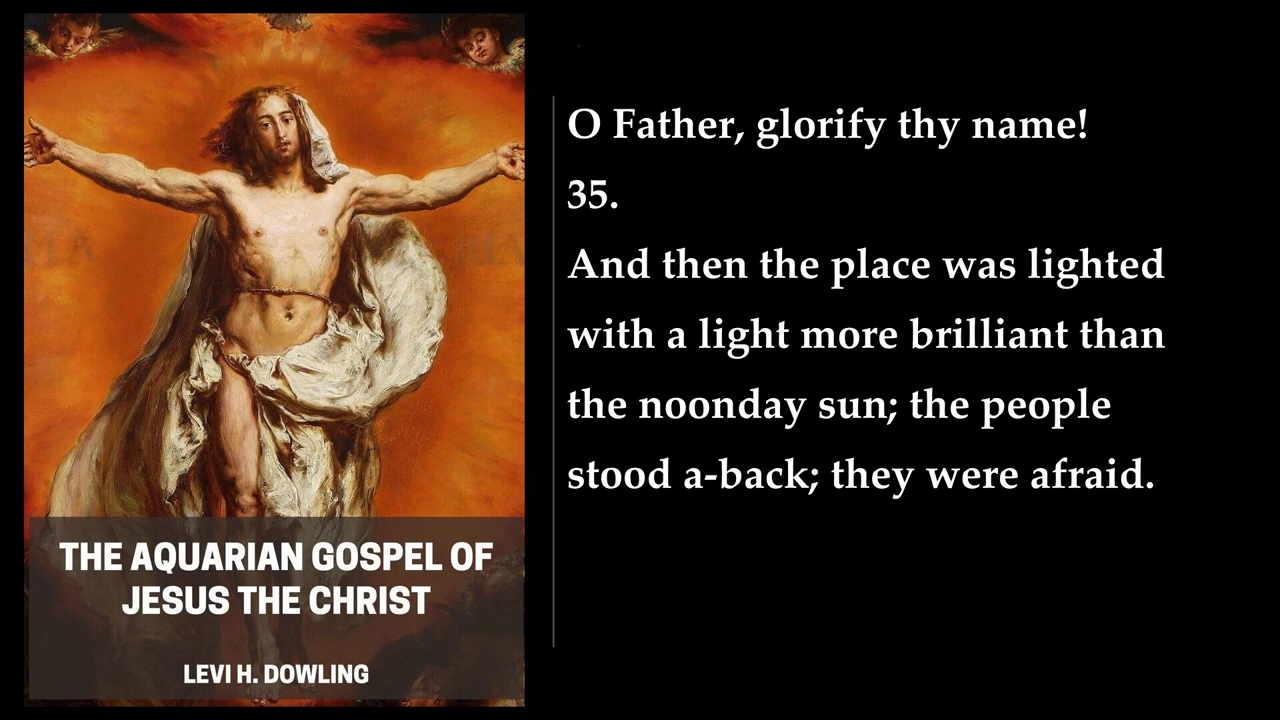 THE AQUARIAN GOSPEL OF
JESUS THE CHRIST
LEVI H. DOWLING
O Father, glorify thy name!
35.
And then the place was lighted
with a light more brilliant than
the noonday sun; the people
stood a-back; they were afraid.